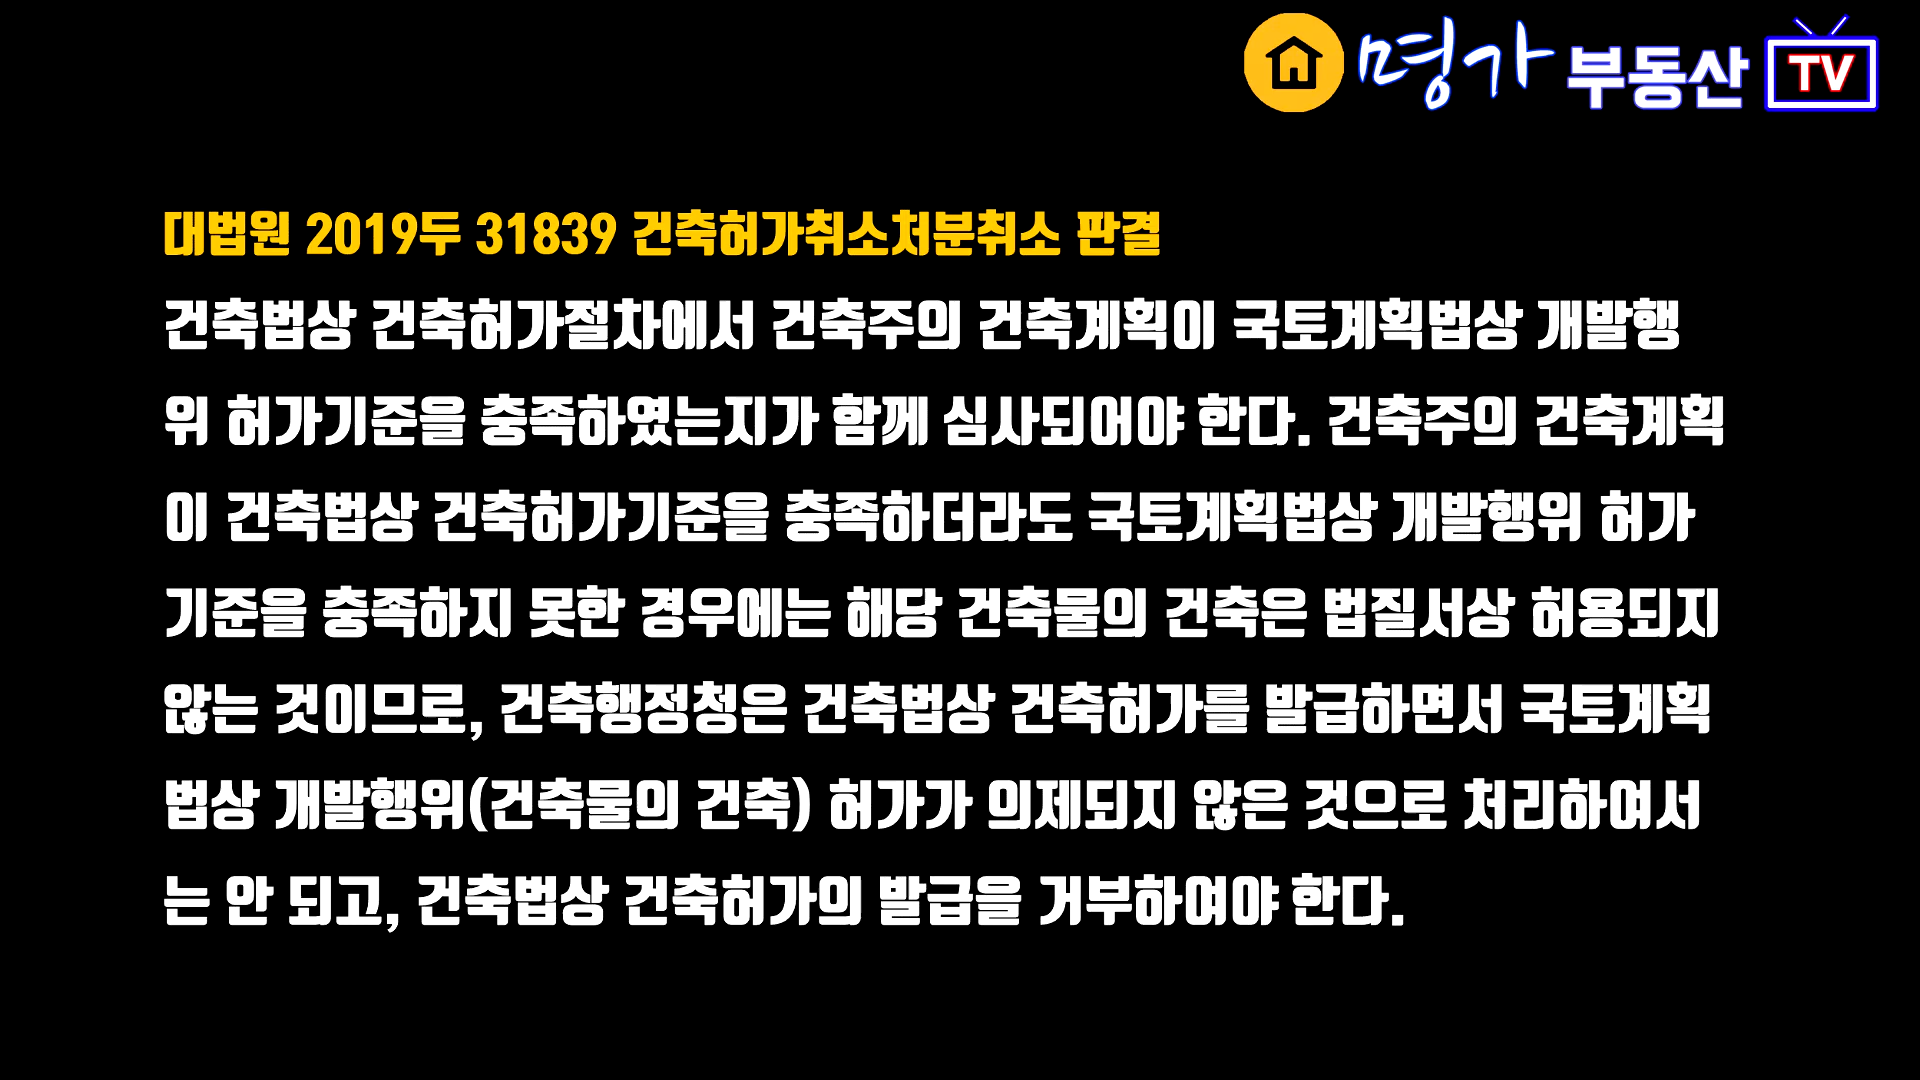 명가 부동산 TV
대법원 2019두 31839 건축허가취소처분취소 판결
건축법상 건축허가절차에서 건축주의 건축계획이 국토계획법상 개발행
위 허가기준을 충족하였는지가 함께 심사되어야 한다. 건축주의 건축계획
이 건축법상 건축허가기준을 충족하더라도 국토계획법상 개발행위 허가
기준을 충족하지 못한 경우에는 해당 건축물의 건축은 법질서상 허용되지
않는 것이므로, 건축행정청은 건축법상 건축허가를 발급하면서 국토계획
법상 개발행위(건축물의 건축) 허가가 의제되지 않은 것으로 처리하여서
는 안 되고, 건축법상 건축허가의 발급을 거부하여야 한다.